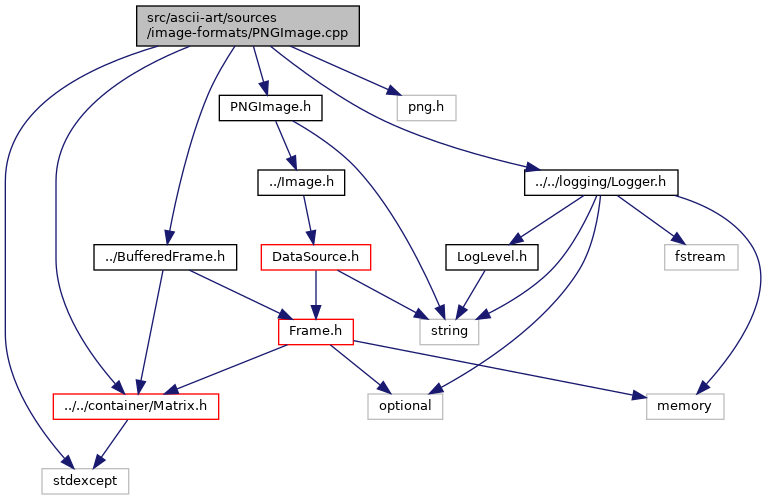 src/ascii-art/sources
/image-formats/PNGImage.cpp
PNGImage.h
png.h
../Image.h
../../logging/Logger.h
../BufferedFrame.h
DataSource.h
LogLevel.h
fstream
Frame.h
string
../../container/Matrix.h
optional
memory
stdexcept